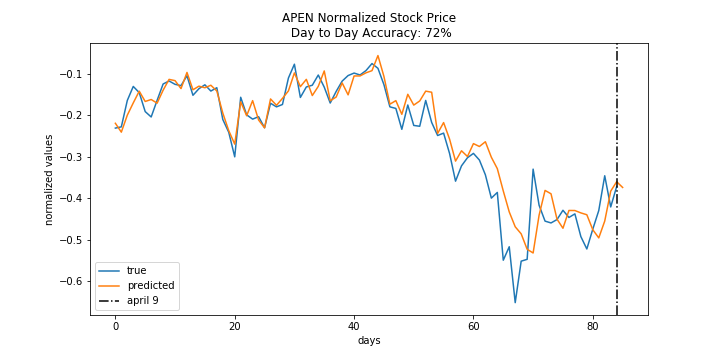 APEN Normalized Stock Price
Day to Day Accuracy: 72%
normalized values
−0.1
−0.2
−0.3
−0.4
−0.5
−0.6
true
predicted
april 9
0 20 40 60 80
days